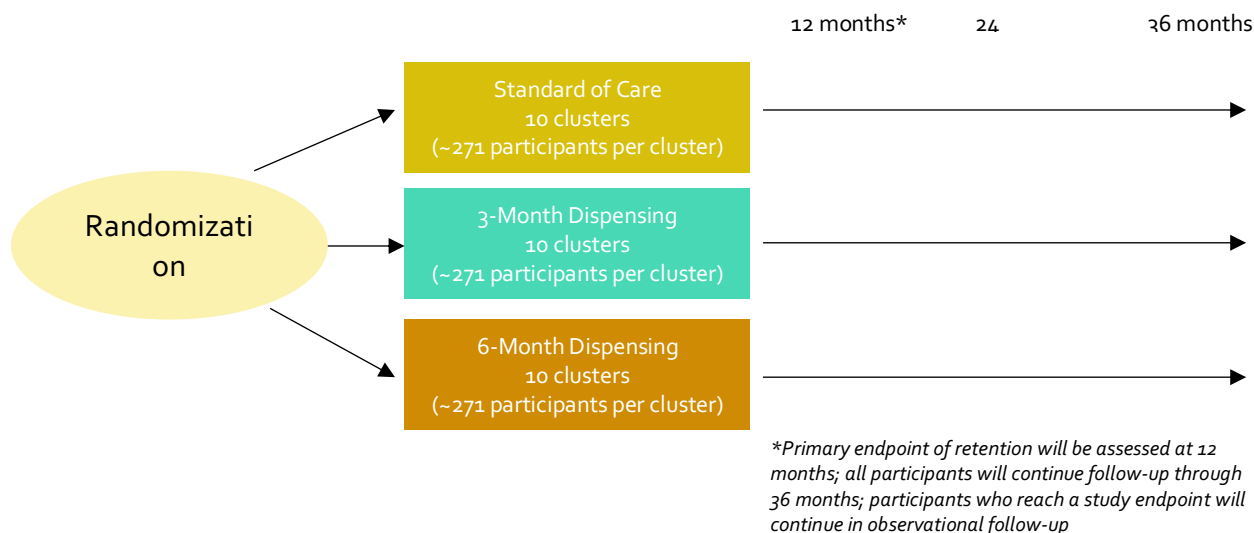 12 months* 24 36 months
Standard of Care
10 clusters
(~271 participants per cluster)
Randomizati
on
3-Month Dispensing
10 clusters
(~271 participants per cluster)
6-Month Dispensing
10 clusters
(~271 participants per cluster)
*Primary endpoint of retention will be assessed at 12
months; all participants will continue follow-up through
36 months; participants who reach a study endpoint will
continue in observational follow-up